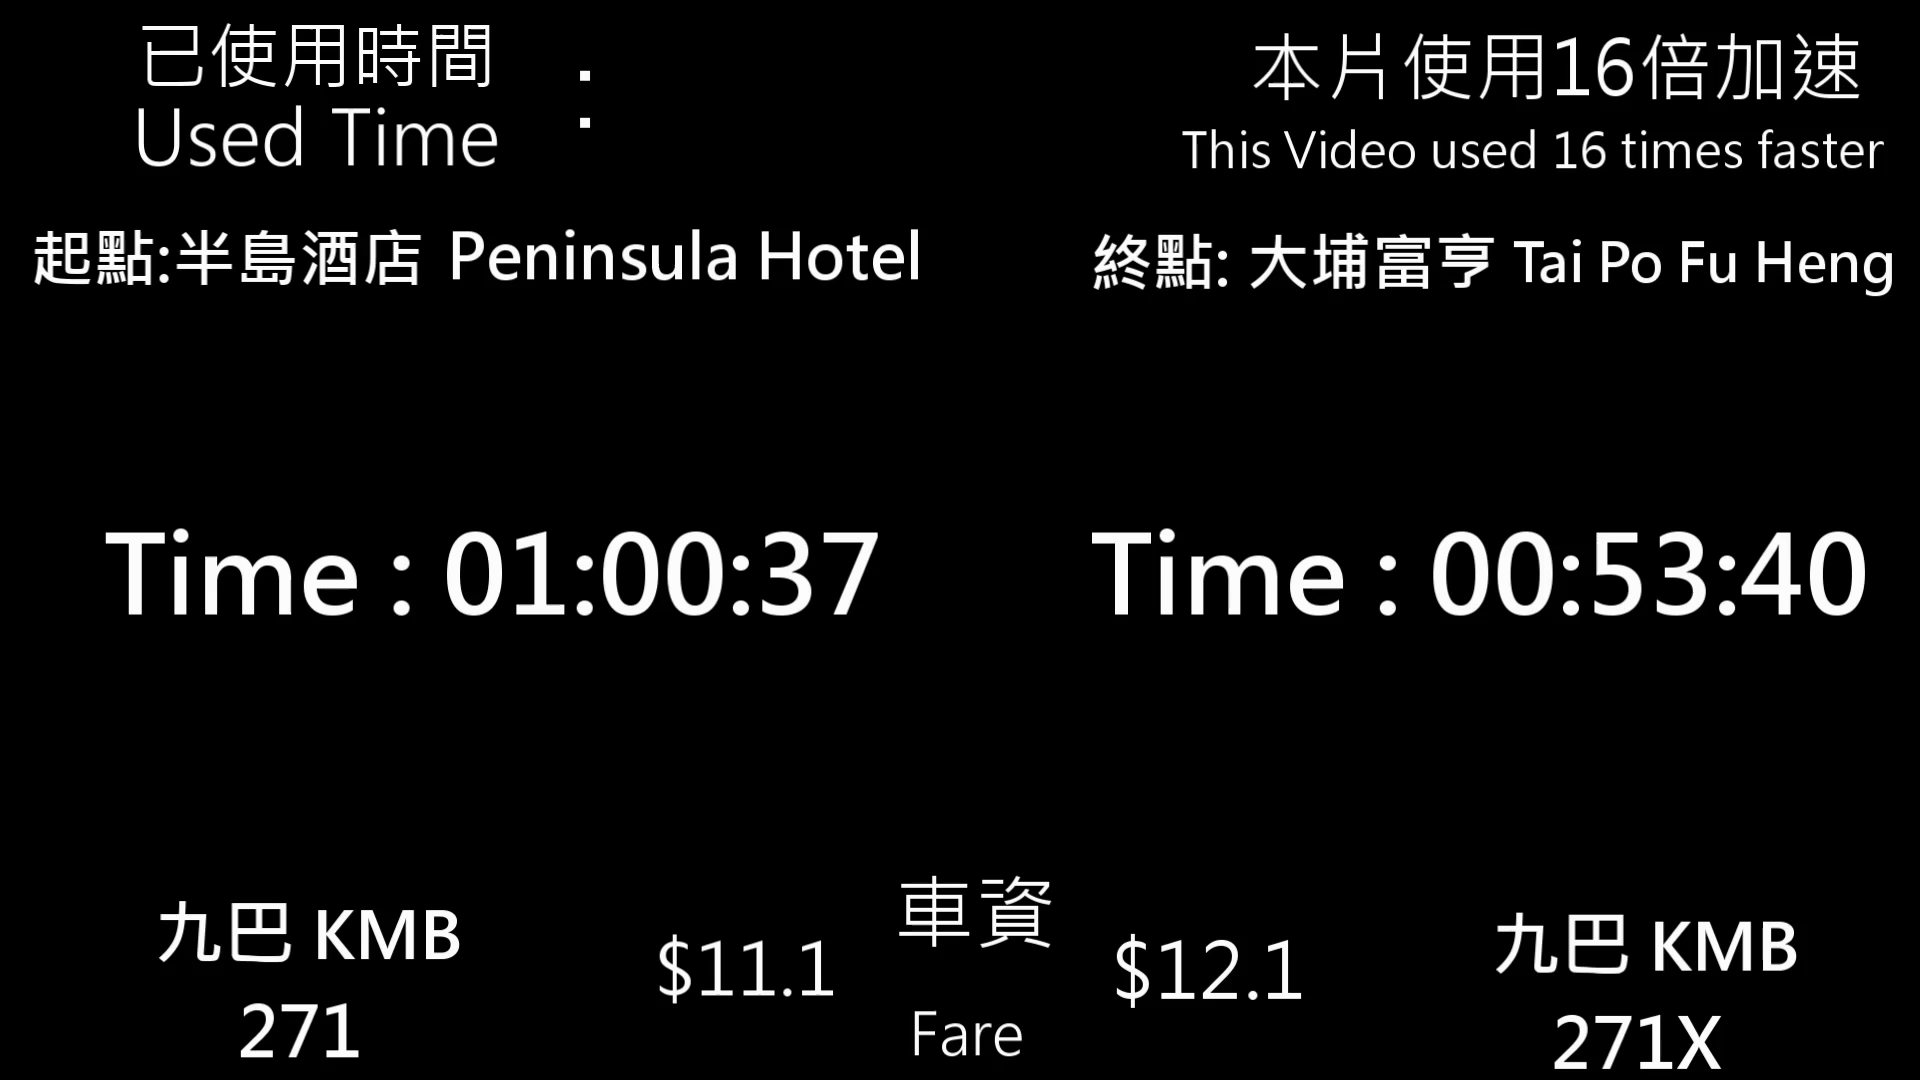 已使用時間 :
Used Time
本片使用16倍加速
This Video used 16 times faster
起點:半島酒店 Peninsula Hotel
終點: 大埔富亨 Tai Po Fu Heng
Time : 01:00:37
Time : 00:53:40
九巴 KMB
271
$11.1
車資
Fare
$12.1
九巴 KMB
271X